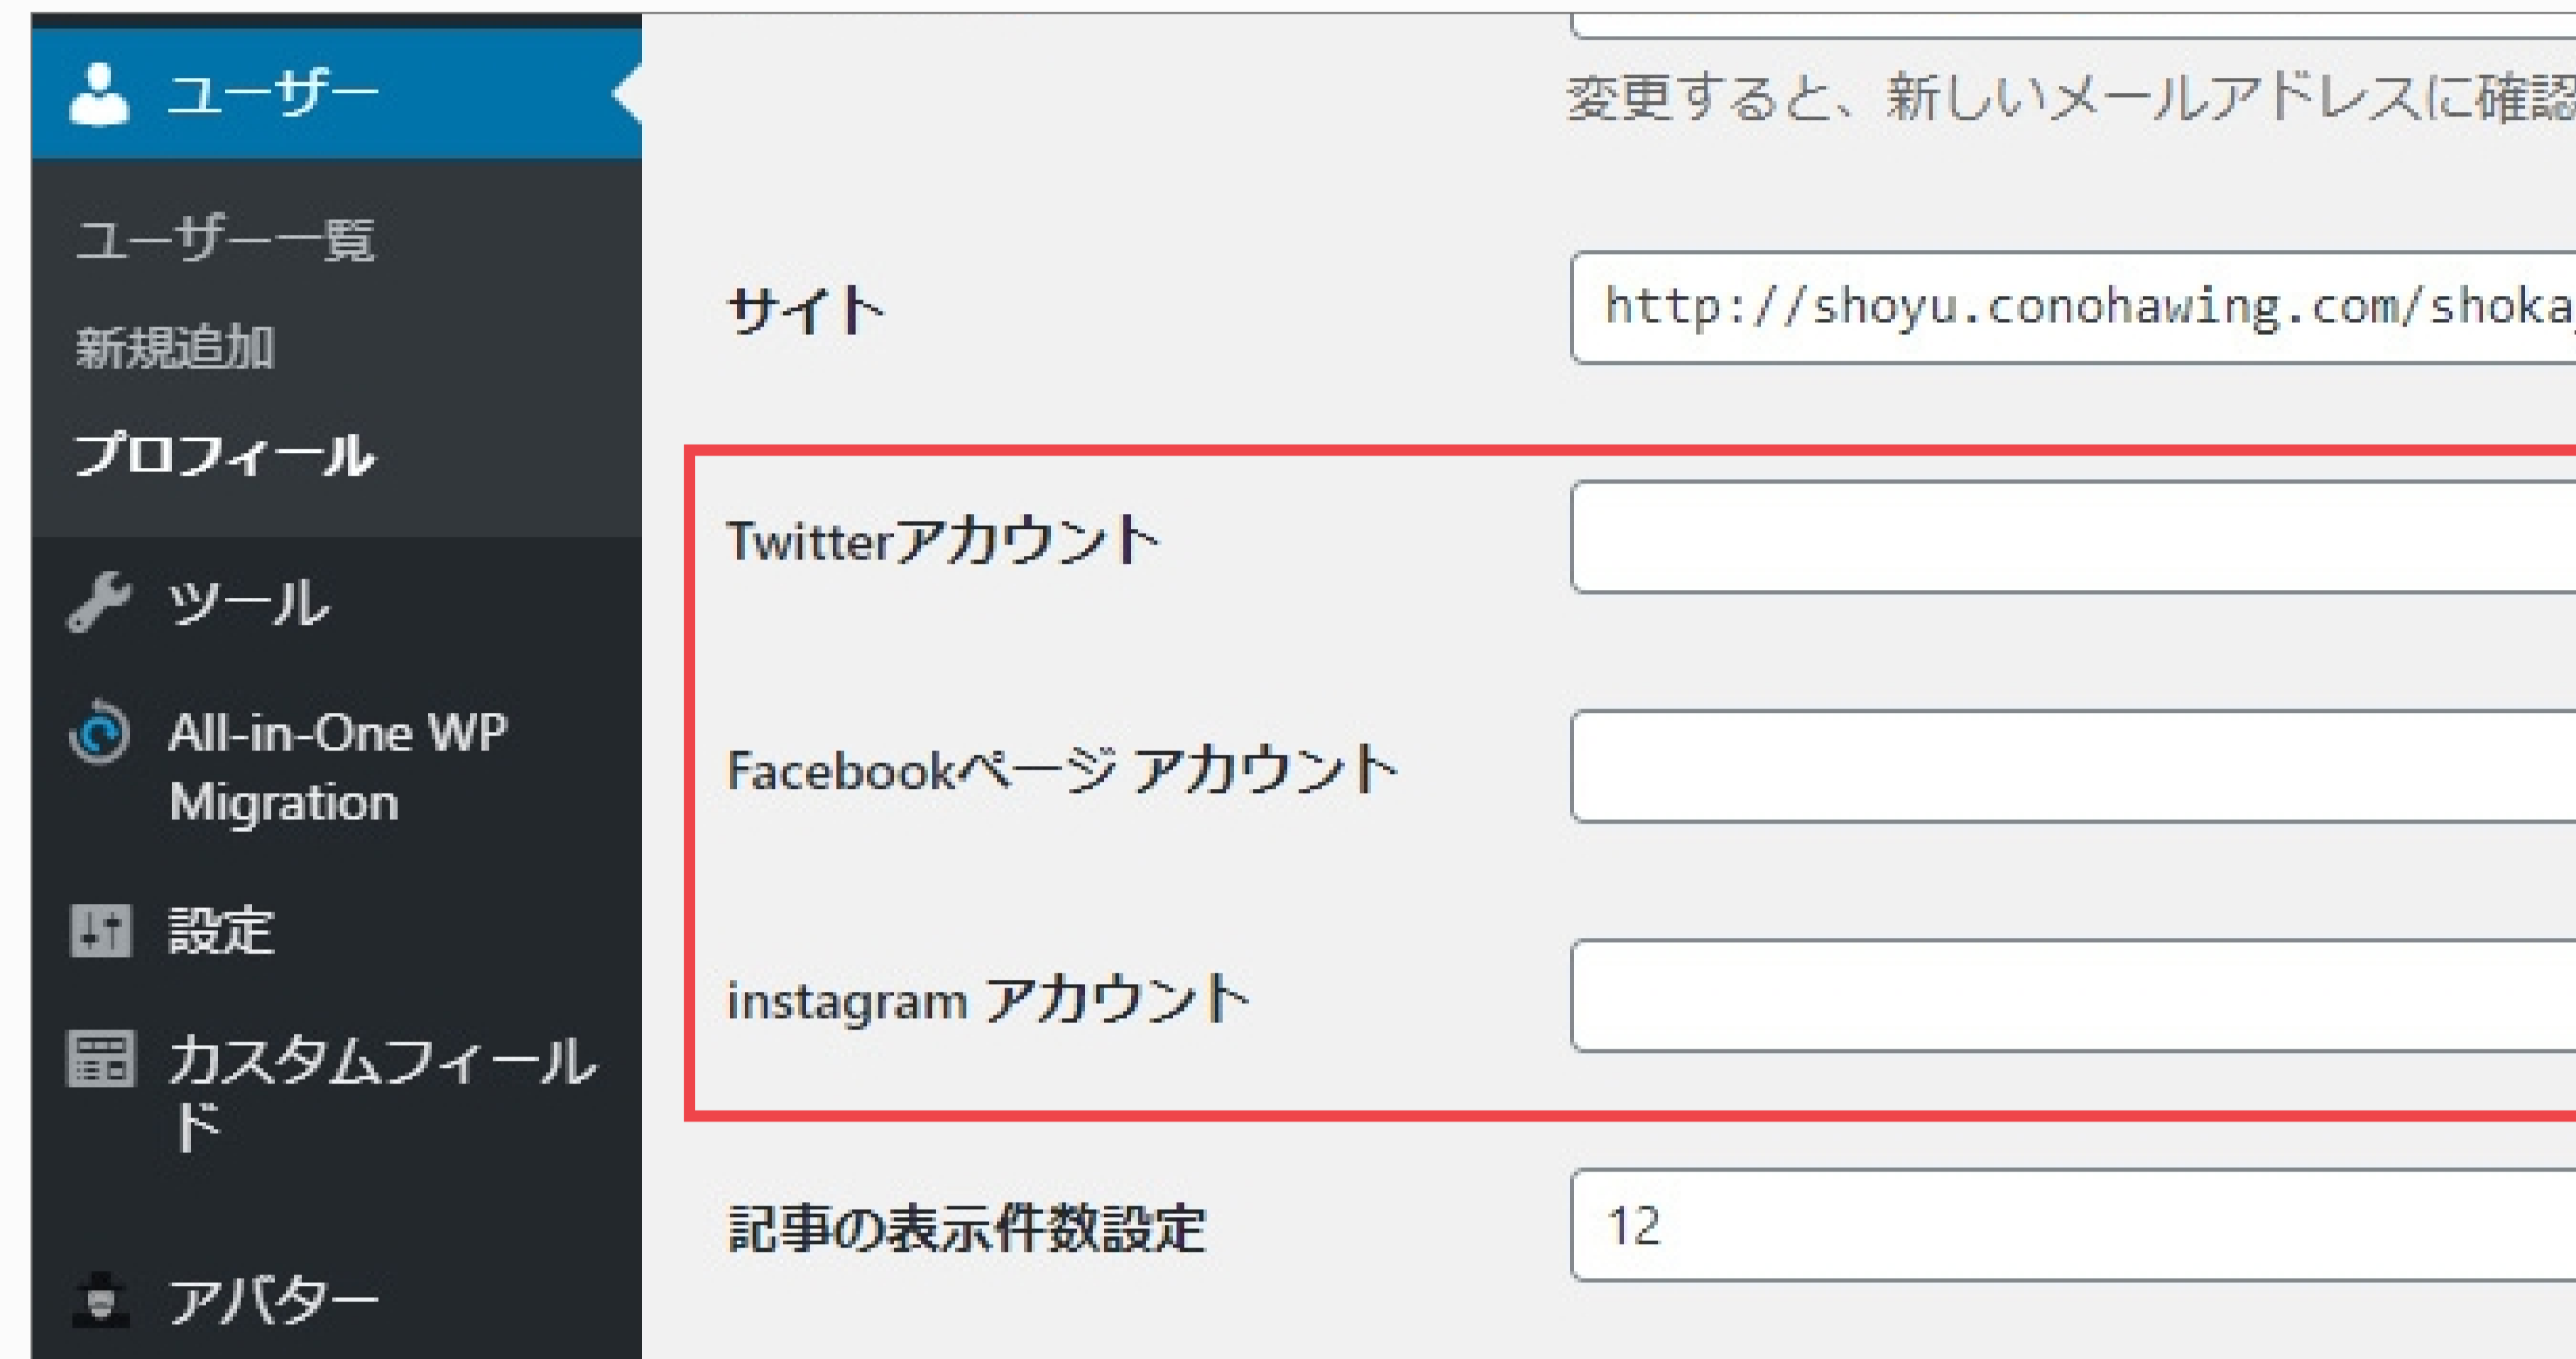 ユーザー
ユーザー一覧
新規追加
プロフィール
ツール
All-in-One WP
Migration
設定
カスタムフィール
ド
アバター
変更すると、新しいメールアドレスに確認
サイト
http://shoyu.conohawing.com/shoka
Twitterアカウント
Facebookページ アカウント
instagram アカウント
記事の表示件数設定
12